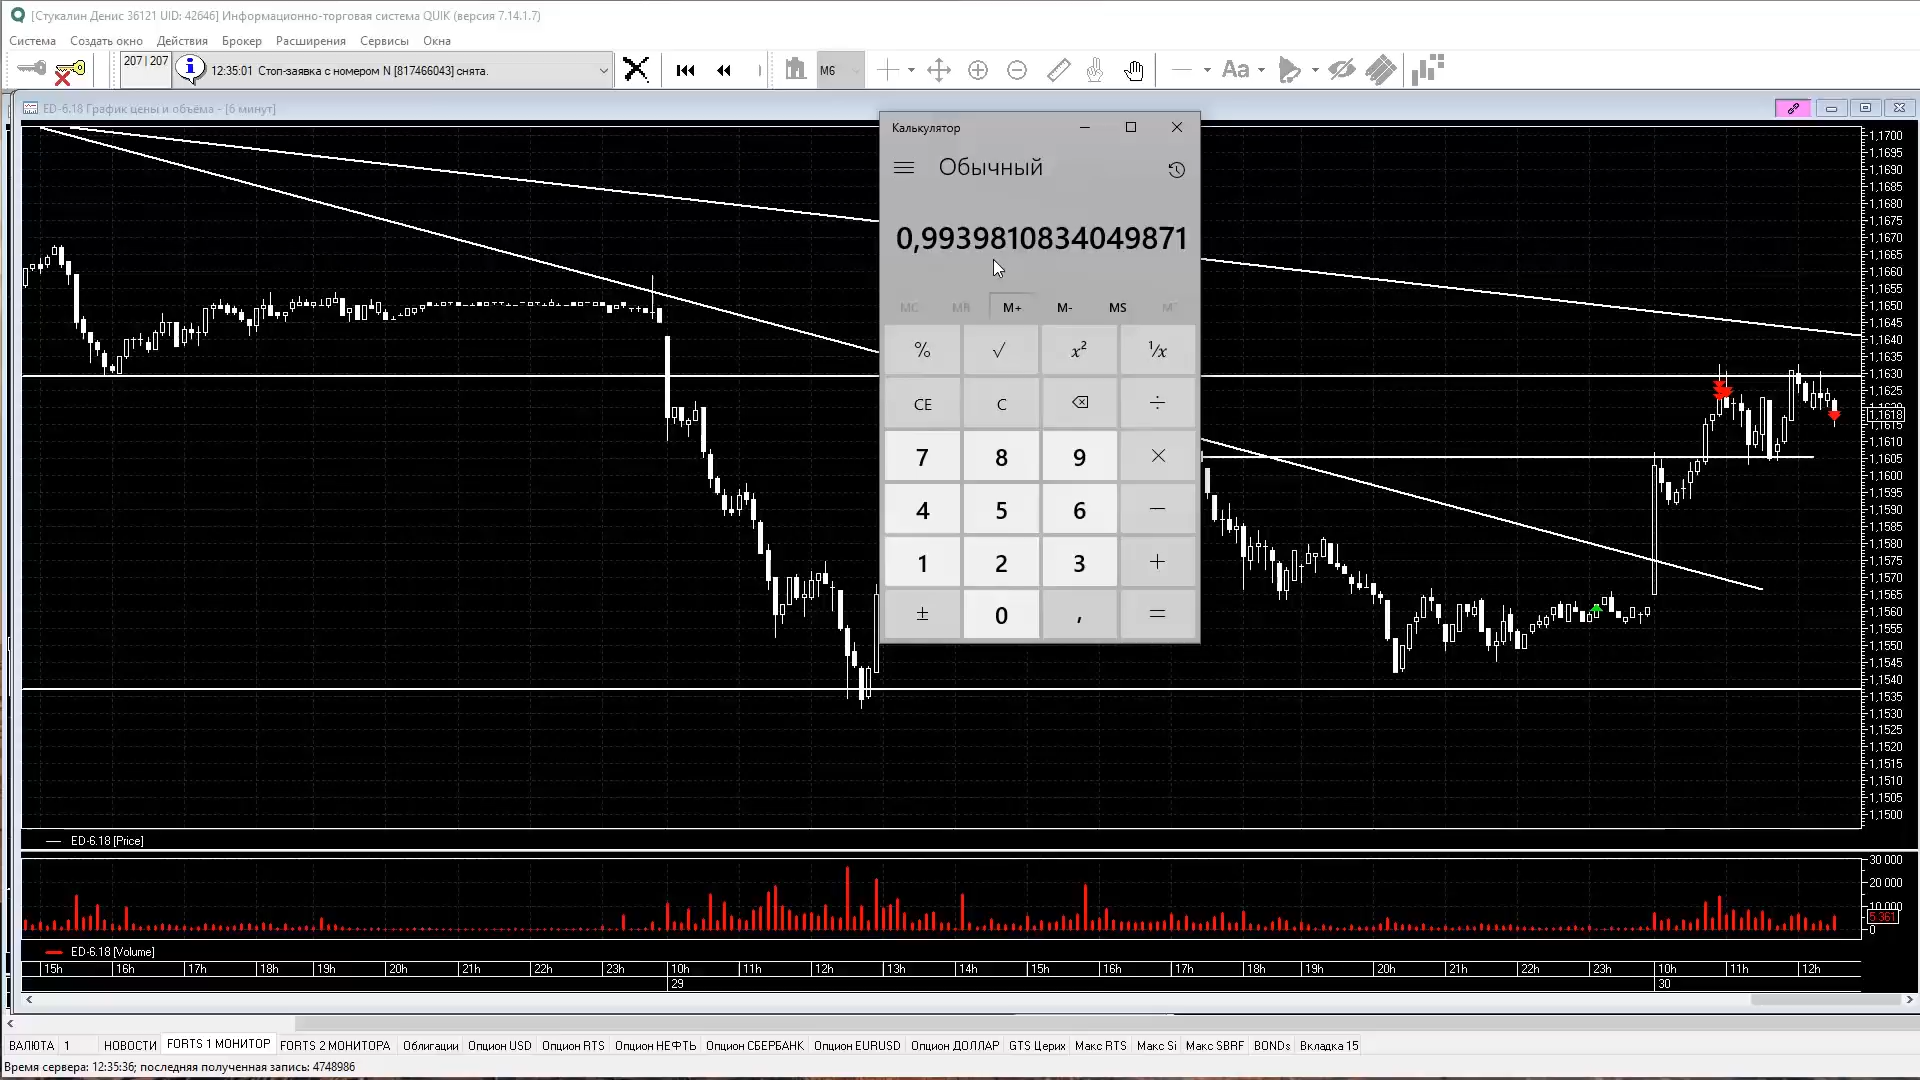 [Стукалин Денис 36121 UID: 42646] Информационно-торговая система QUIK (версия 7.14.1.7)
Система Создать окно Действия Брокер Расширения Сервисы Окна
207 | 207 12:35:01 Стоп-заявка с номером N [817466043] снята. M6 Aa
ED-6.18 График цены и объёма - [6 минут]
Калькулятор
Обычный
0,9939810834049871
MC MR M+ M- MS
% √ x² ¹/x
CE C ÷
7 8 9 ×
4 5 6 −
1 2 3 +
± 0 , =
1,1700
1,1695
1,1690
1,1685
1,1680
1,1675
1,1670
1,1665
1,1660
1,1655
1,1650
1,1645
1,1640
1,1635
1,1630
1,1625
1,1618
1,1615
1,1610
1,1605
1,1600
1,1595
1,1590
1,1585
1,1580
1,1575
1,1570
1,1565
1,1560
1,1555
1,1550
1,1545
1,1540
1,1535
1,1530
1,1525
1,1520
1,1515
1,1510
1,1505
1,1500
ED-6.18 [Price]
30 000
20 000
10 000
5 361
0
ED-6.18 [Volume]
15h 16h 17h 18h 19h 20h 21h 22h 23h 10h 11h 12h 13h 14h 15h 16h 17h 18h 19h 20h 21h 22h 23h 10h 11h 12h
29 30
ВАЛЮТА 1 НОВОСТИ FORTS 1 МОНИТОР FORTS 2 МОНИТОРА Облигации Опцион USD Опцион RTS Опцион НЕФТЬ Опцион СБЕРБАНК Опцион EURUSD Опцион ДОЛЛАР GTS Церих Макс RTS Макс Si Макс SBRF BONDs Вкладка 15
Время сервера: 12:35:36; последняя полученная запись: 4748986